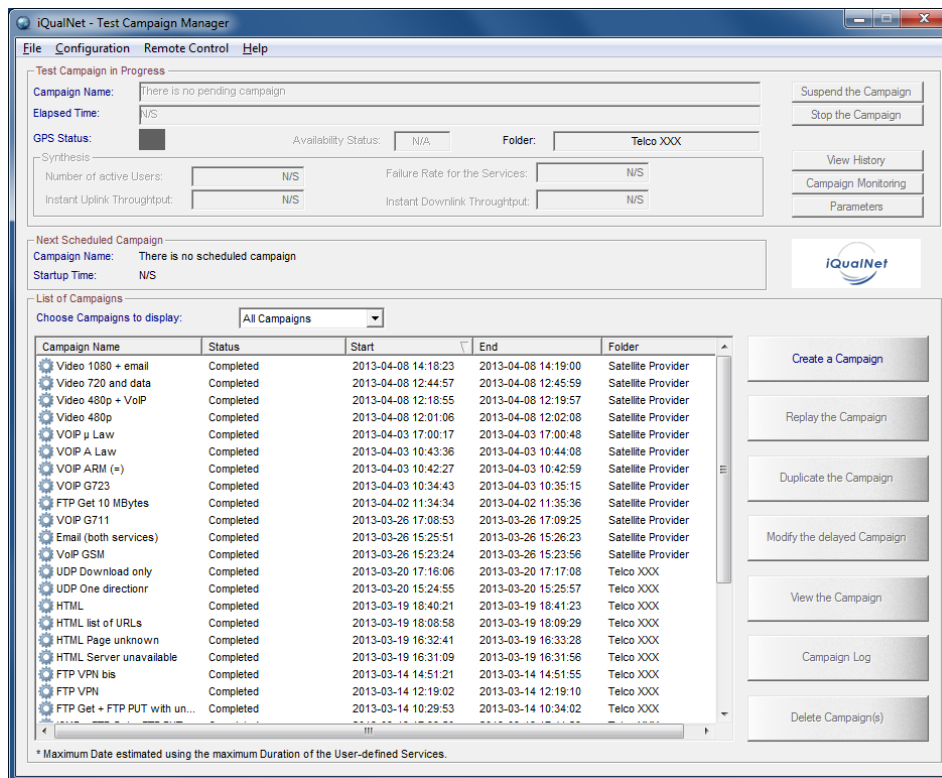 iQualNet - Test Campaign Manager
File Configuration Remote Control Help
Test Campaign in Progress
Campaign Name: There is no pending campaign
Suspend the Campaign
Elapsed Time: N/S
Stop the Campaign
GPS Status: Availability Status: N/A Folder: Telco XXX
Synthesis
Number of active Users: N/S Failure Rate for the Services: N/S
Instant Uplink Throughtput: N/S Instant Downlink Throughtput: N/S
View History
Campaign Monitoring
Parameters
Next Scheduled Campaign
Campaign Name: There is no scheduled campaign
Startup Time: N/S
iQualNet
List of Campaigns
Choose Campaigns to display: All Campaigns
Campaign Name Status Start End Folder
Video 1080 + email Completed 2013-04-08 14:18:23 2013-04-08 14:19:00 Satellite Provider
Video 720 and data Completed 2013-04-08 12:44:57 2013-04-08 12:45:59 Satellite Provider
Video 480p + VoIP Completed 2013-04-08 12:18:55 2013-04-08 12:19:57 Satellite Provider
Video 480p Completed 2013-04-08 12:01:06 2013-04-08 12:02:08 Satellite Provider
VOIP µ Law Completed 2013-04-03 17:00:17 2013-04-03 17:00:48 Satellite Provider
VOIP A Law Completed 2013-04-03 10:43:36 2013-04-03 10:44:08 Satellite Provider
VOIP ARM (=) Completed 2013-04-03 10:42:27 2013-04-03 10:42:59 Satellite Provider
VOIP G723 Completed 2013-04-03 10:34:43 2013-04-03 10:35:15 Satellite Provider
FTP Get 10 MBytes Completed 2013-04-02 11:34:34 2013-04-02 11:35:36 Satellite Provider
VOIP G711 Completed 2013-03-26 17:08:53 2013-03-26 17:09:25 Satellite Provider
Email (both services) Completed 2013-03-26 15:25:51 2013-03-26 15:26:23 Satellite Provider
VoIP GSM Completed 2013-03-26 15:23:24 2013-03-26 15:23:56 Satellite Provider
UDP Download only Completed 2013-03-20 17:16:06 2013-03-20 17:17:08 Telco XXX
UDP One directionr Completed 2013-03-20 15:24:55 2013-03-20 15:25:57 Telco XXX
HTML Completed 2013-03-19 18:40:21 2013-03-19 18:41:23 Telco XXX
HTML list of URLs Completed 2013-03-19 18:08:58 2013-03-19 18:09:29 Telco XXX
HTML Page unknown Completed 2013-03-19 16:32:41 2013-03-19 16:33:28 Telco XXX
HTML Server unavailable Completed 2013-03-19 16:31:09 2013-03-19 16:31:56 Telco XXX
FTP VPN bis Completed 2013-03-14 14:51:21 2013-03-14 14:51:55 Telco XXX
FTP VPN Completed 2013-03-14 12:19:02 2013-03-14 12:19:10 Telco XXX
FTP Get + FTP PUT with un... Completed 2013-03-14 10:29:53 2013-03-14 10:34:02 Telco XXX
Create a Campaign
Replay the Campaign
Duplicate the Campaign
Modify the delayed Campaign
View the Campaign
Campaign Log
Delete Campaign(s)
* Maximum Date estimated using the maximum Duration of the User-defined Services.